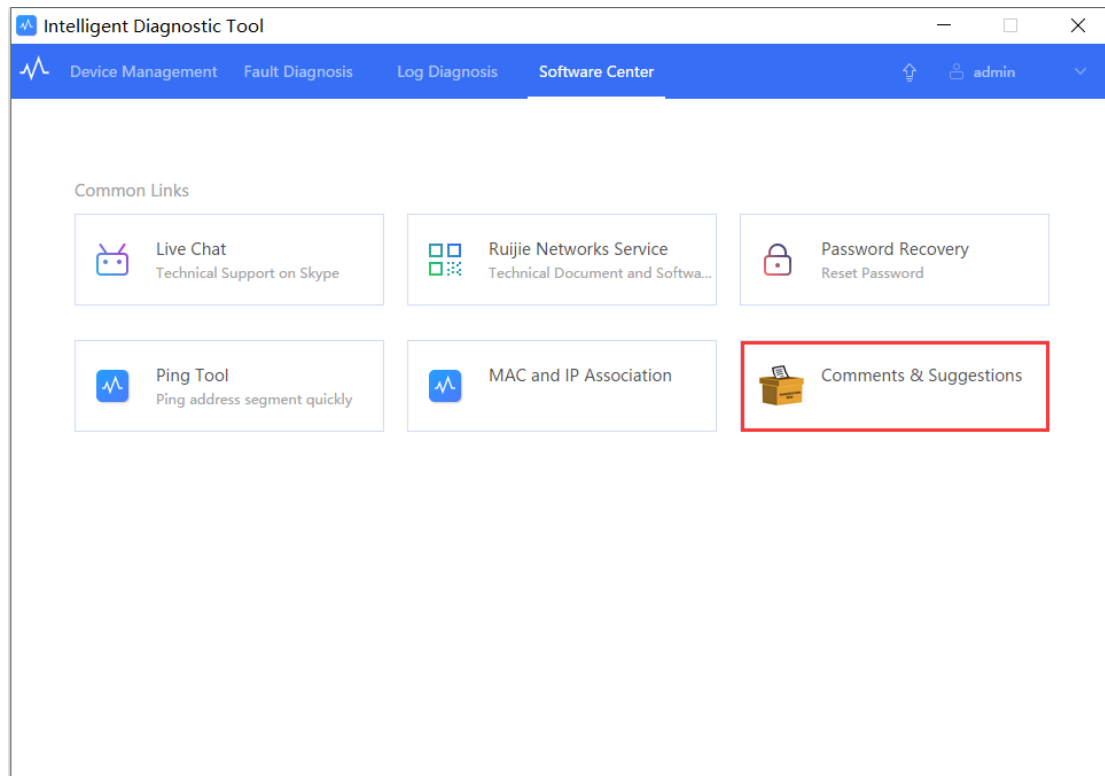 Intelligent Diagnostic Tool
Device Management Fault Diagnosis Log Diagnosis Software Center admin
Common Links
Live Chat
Technical Support on Skype
Ruijie Networks Service
Technical Document and Softwa...
Password Recovery
Reset Password
Ping Tool
Ping address segment quickly
MAC and IP Association
Comments & Suggestions